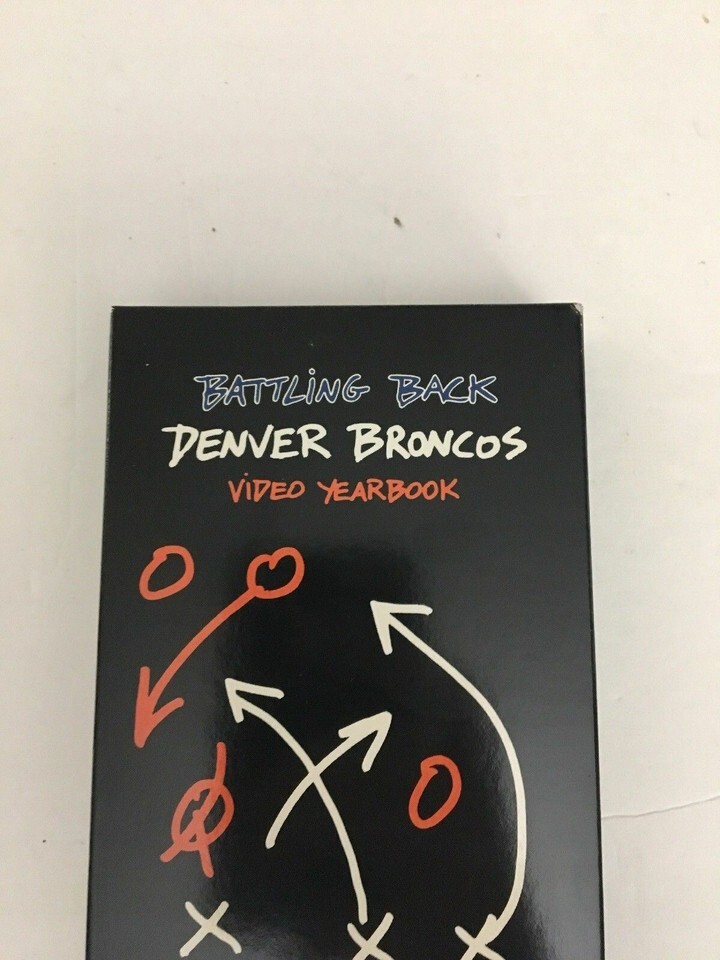 BATTLiNG BACK
DENVER BRONCOS
ViDEO YEARBOOK
O O
O
O
X X X